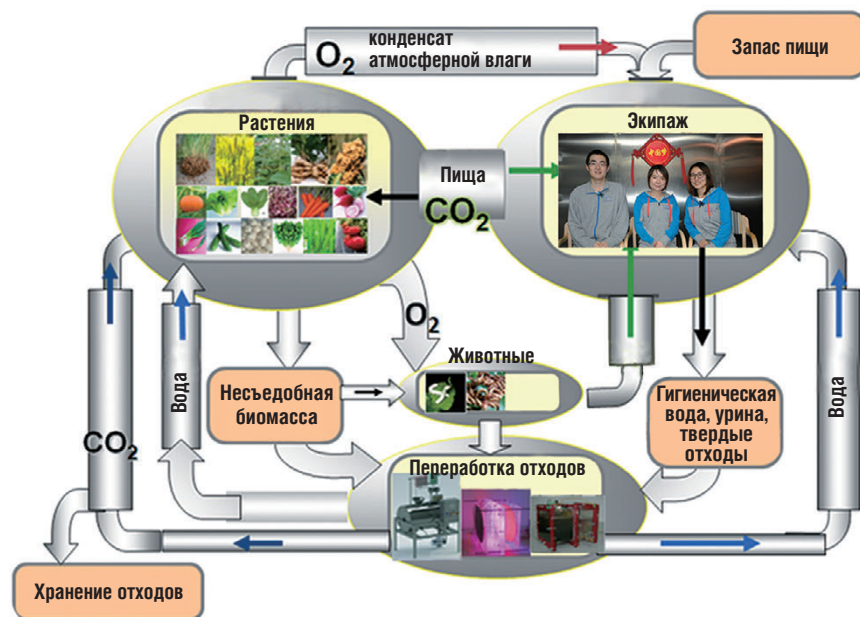 O₂
конденсат
атмосферной влаги
Запас пищи
Растения
Экипаж
Пища
CO₂
O₂
Животные
Несъедобная
биомасса
Вода
CO₂
Гигиеническая
вода, урина,
твердые
отходы
Вода
Переработка отходов
Хранение отходов